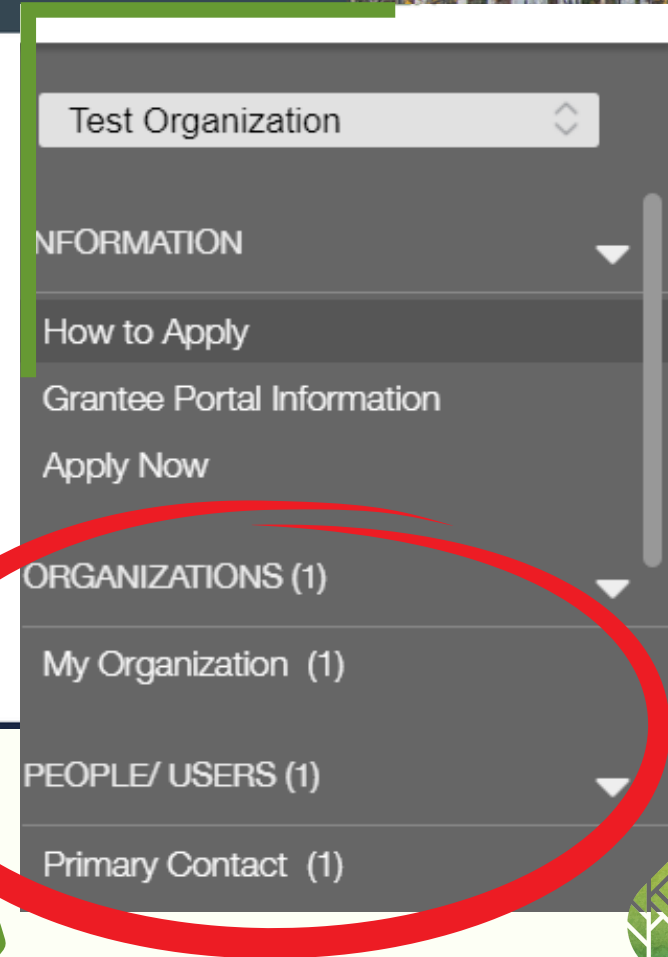 Test Organization
NFORMATION
How to Apply
Grantee Portal Information
Apply Now
ORGANIZATIONS (1)
My Organization (1)
PEOPLE/ USERS (1)
Primary Contact (1)